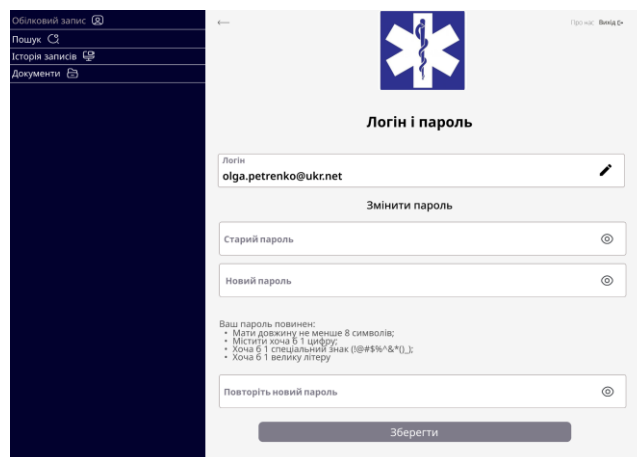 Обілковий запис
Пошук
Історія записів
Документи
Про нас Вихід
Логін і пароль
Логін
olga.petrenko@ukr.net
Змінити пароль
Старий пароль
Новий пароль
Ваш пароль повинен:
• Мати довжину не менше 8 символів;
• Містити хоча б 1 цифру;
• Хоча б 1 спеціальний знак (!@#$%^&*()_);
• Хоча б 1 велику літеру
Повторіть новий пароль
Зберегти